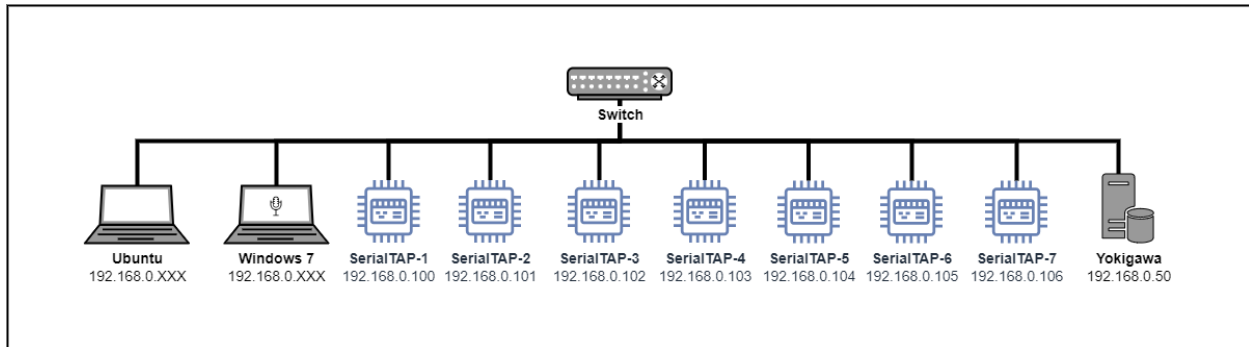 Switch
Ubuntu
192.168.0.XXX
Windows 7
192.168.0.XXX
SerialTAP-1
192.168.0.100
SerialTAP-2
192.168.0.101
SerialTAP-3
192.168.0.102
SerialTAP-4
192.168.0.103
SerialTAP-5
192.168.0.104
SerialTAP-6
192.168.0.105
SerialTAP-7
192.168.0.106
Yokigawa
192.168.0.50